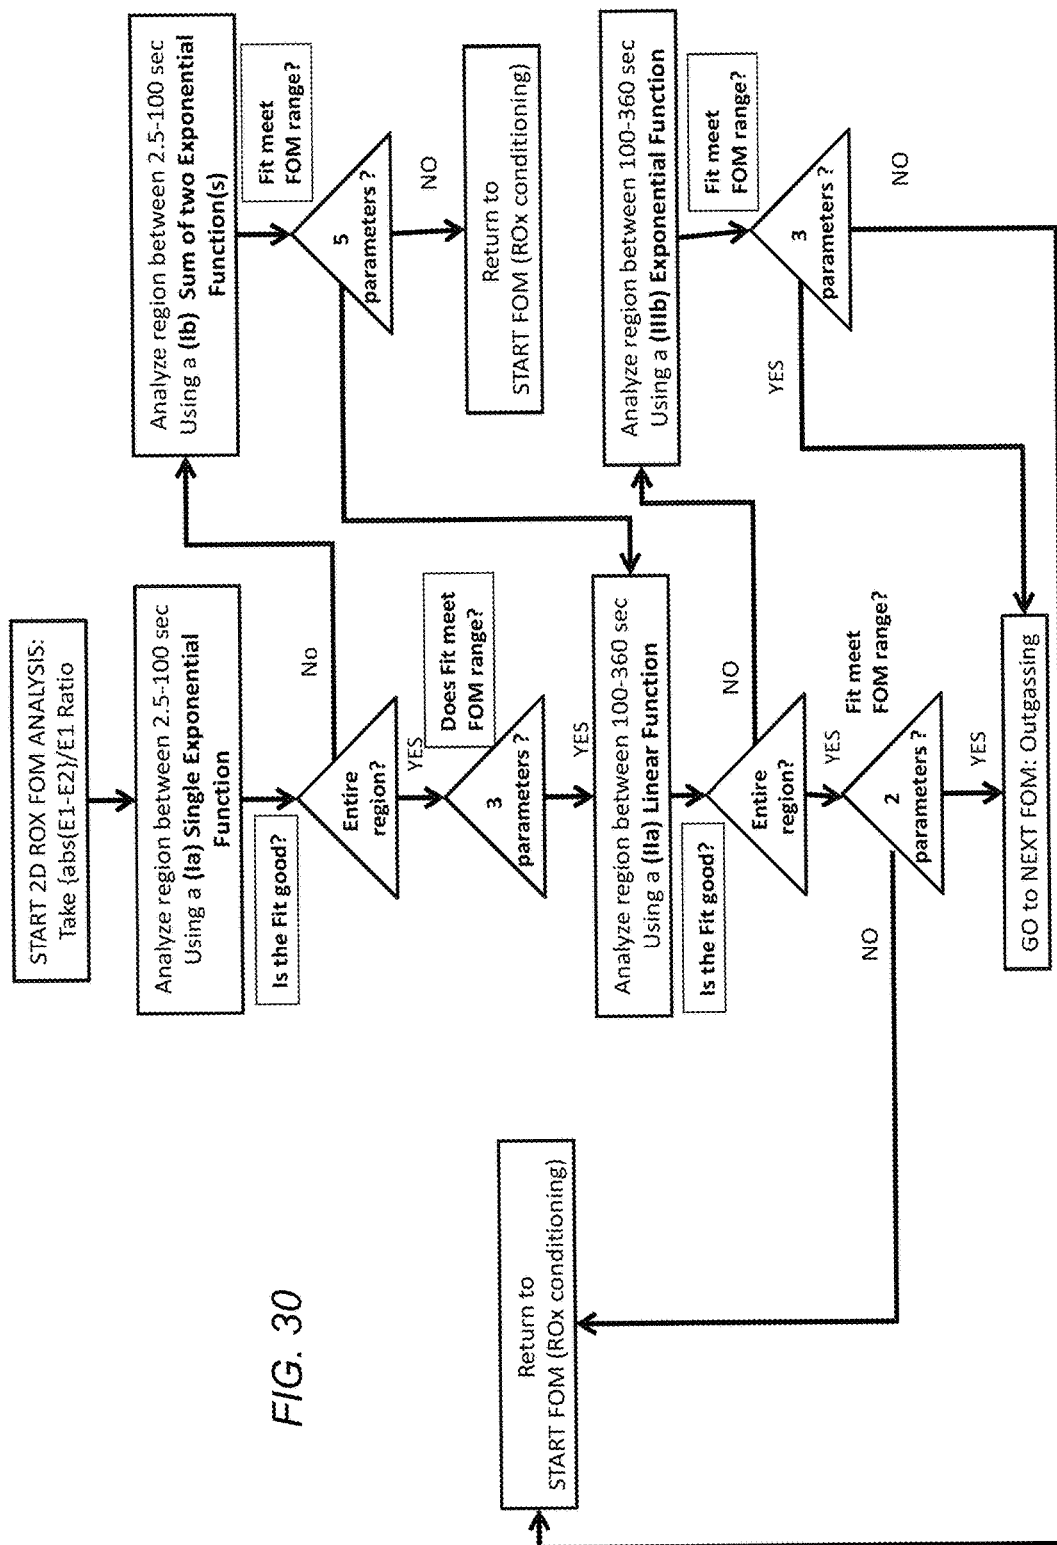 START 2D ROX FOM ANALYSIS:
Take {abs(E1-E2}/E1 Ratio
Analyze region between 2.5-100 sec
Using a (Ia) Single Exponential
Function
Is the Fit good?
Entire
region?
No
YES
Does Fit meet
FOM range?
3
parameters ?
YES
Analyze region between 2.5-100 sec
Using a (Ib) Sum of two Exponential
Function(s)
Fit meet
FOM range?
5
parameters ?
NO
Return to
START FOM (ROx conditioning)
Analyze region between 100-360 sec
Using a (IIa) Linear Function
Is the Fit good?
Entire
region?
NO
YES
Fit meet
FOM range?
2
parameters ?
NO
YES
Analyze region between 100-360 sec
Using a (IIIb) Exponential Function
Fit meet
FOM range?
3
parameters ?
YES
NO
GO to NEXT FOM: Outgassing
Return to
START FOM (ROx conditioning)
FIG. 30